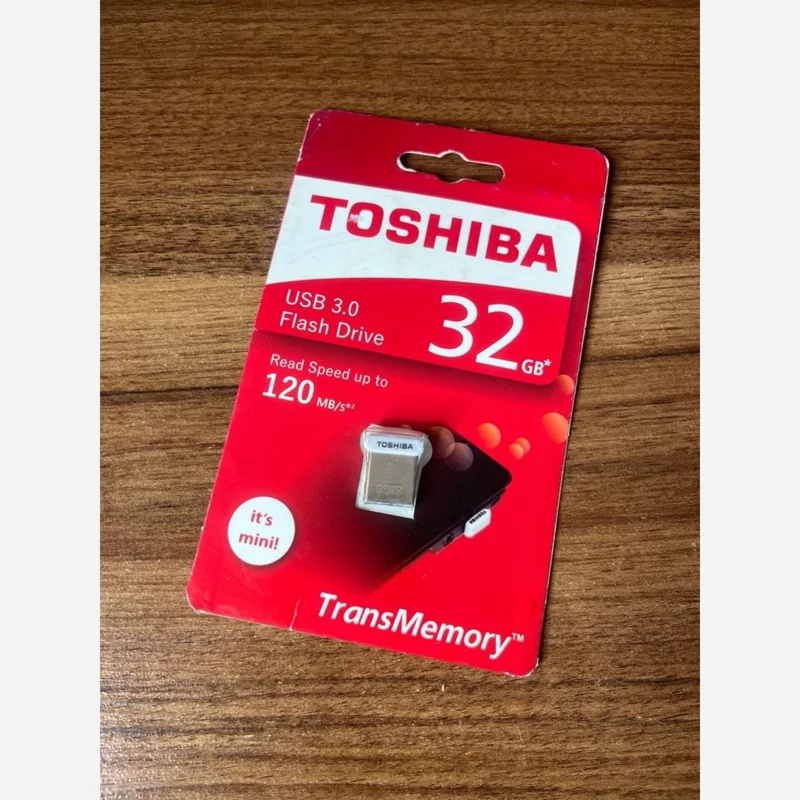 TOSHIBA
USB 3.0
Flash Drive
32 GB*
Read Speed up to
120 MB/s*²
TOSHIBA
TOSHIBA
it's
mini!
TransMemory™